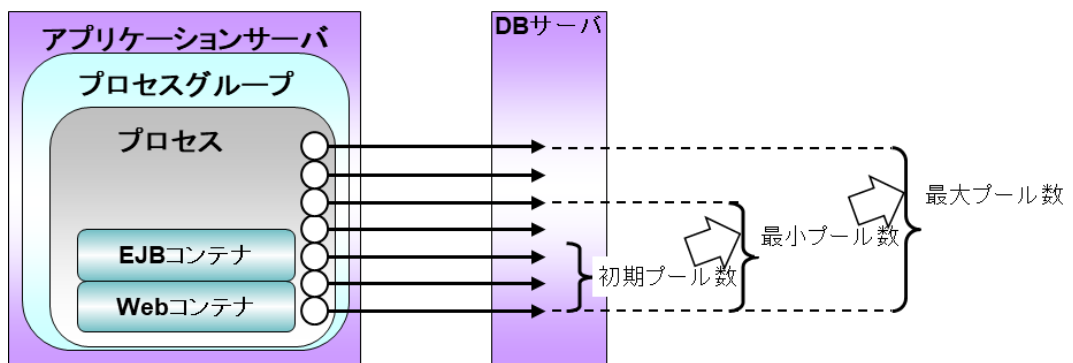 アプリケーションサーバ
プロセスグループ
プロセス
EJBコンテナ
Webコンテナ
DBサーバ
初期プール数
最小プール数
最大プール数